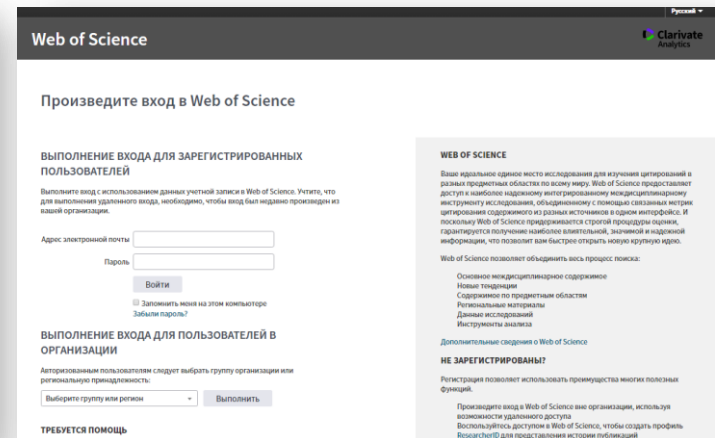 Русский
Web of Science
Clarivate
Analytics
Произведите вход в Web of Science
ВЫПОЛНЕНИЕ ВХОДА ДЛЯ ЗАРЕГИСТРИРОВАННЫХ
ПОЛЬЗОВАТЕЛЕЙ
Выполните вход с использованием данных учетной записи в Web of Science. Учтите, что
для выполнения удаленного входа, необходимо, чтобы вход был недавно произведен из
вашей организации.
Адрес электронной почты
Пароль
Войти
Запомнить меня на этом компьютере
Забыли пароль?
ВЫПОЛНЕНИЕ ВХОДА ДЛЯ ПОЛЬЗОВАТЕЛЕЙ В
ОРГАНИЗАЦИИ
Авторизованным пользователям следует выбрать группу организации или
региональную принадлежность:
Выберите группу или регион
Выполнить
ТРЕБУЕТСЯ ПОМОЩЬ
WEB OF SCIENCE
Ваше идеальное единое место исследования для изучения цитирований в
разных предметных областях по всему миру. Web of Science предоставляет
доступ к наиболее надежному интегрированному междисциплинарному
инструменту исследования, объединенному с помощью связанных метрик
цитирования содержимого из разных источников в одном интерфейсе. И
поскольку Web of Science придерживается строгой процедуры оценки,
гарантируется получение наиболее влиятельной, значимой и надежной
информации, что позволит вам быстрее открыть новую крупную идею.
Web of Science позволяет объединить весь процесс поиска:
Основное междисциплинарное содержимое
Новые тенденции
Содержимое по предметным областям
Региональные материалы
Данные исследований
Инструменты анализа
Дополнительные сведения о Web of Science
НЕ ЗАРЕГИСТРИРОВАНЫ?
Регистрация позволяет использовать преимущества многих полезных
функций.
Произведите вход в Web of Science вне организации, используя
возможности удаленного доступа
Воспользуйтесь доступом в Web of Science, чтобы создать профиль
ResearcherID для представления истории публикаций